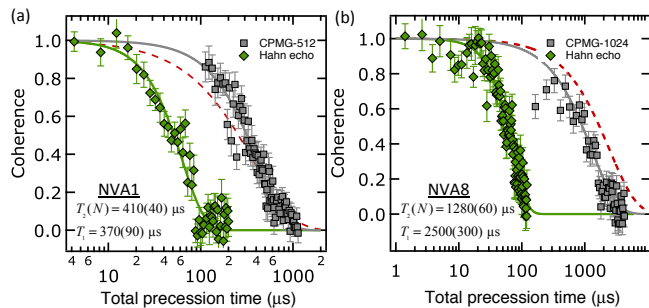 (a)
CPMG-512
Hahn echo
Coherence
1.0
0.8
0.6
0.4
0.2
0.0
NVA1
T₂(N) = 410(40) µs
T₁ = 370(90) µs
4 6 10 2 4 6 100 2 4 6 1000 2
Total precession time (µs)
(b)
CPMG-1024
Hahn echo
Coherence
1.0
0.8
0.6
0.4
0.2
0.0
NVA8
T₂(N) = 1280(60) µs
T₁ = 2500(300) µs
1 10 100 1000
Total precession time (µs)